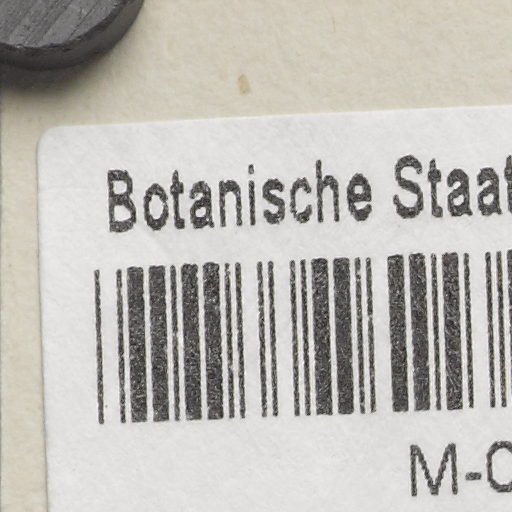 Botanische Staat
M-